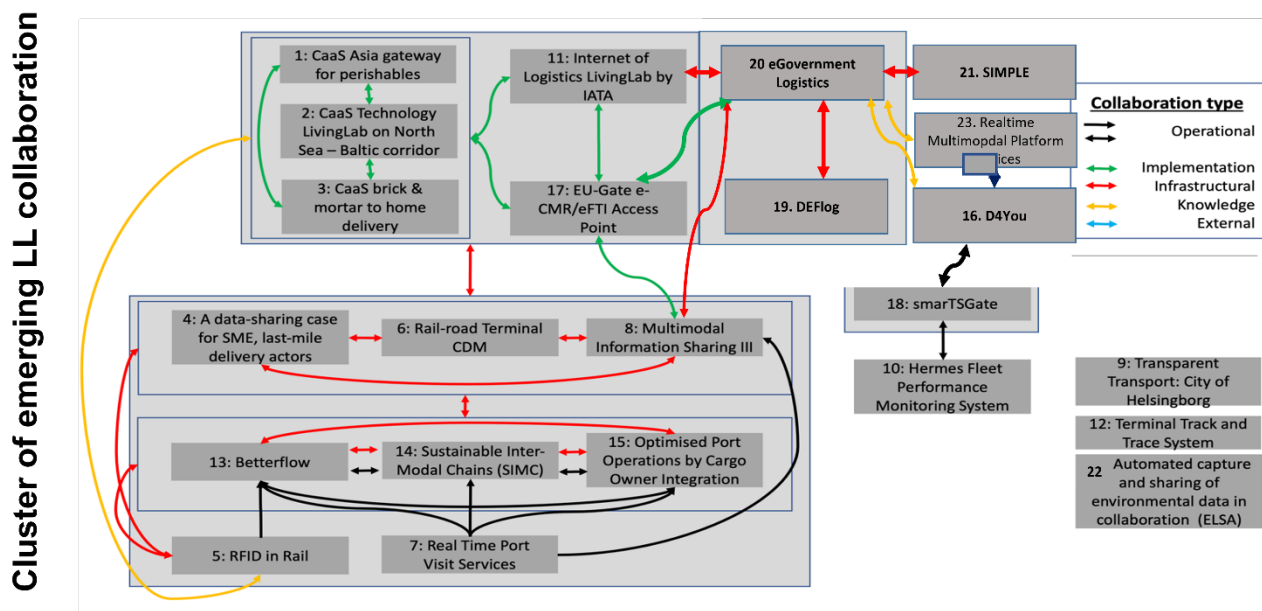 Cluster of emerging LL collaboration
1: CaaS Asia gateway
for perishables
2: CaaS Technology
LivingLab on North
Sea – Baltic corridor
3: CaaS brick &
mortar to home
delivery
11: Internet of
Logistics LivingLab by
IATA
17: EU-Gate e-
CMR/eFTI Access
Point
20 eGovernment
Logistics
19. DEFlog
21. SIMPLE
23. Realtime
Multimopdal Platform
ices
16. D4You
Collaboration type
Operational
Implementation
Infrastructural
Knowledge
External
18: smarTSGate
10: Hermes Fleet
Performance
Monitoring System
9: Transparent
Transport: City of
Helsingborg
12: Terminal Track and
Trace System
22 Automated capture
and sharing of
environmental data in
collaboration (ELSA)
4: A data-sharing case
for SME, last-mile
delivery actors
6: Rail-road Terminal
CDM
8: Multimodal
Information Sharing III
13: Betterflow
14: Sustainable Inter-
Modal Chains (SIMC)
15: Optimised Port
Operations by Cargo
Owner Integration
5: RFID in Rail
7: Real Time Port
Visit Services